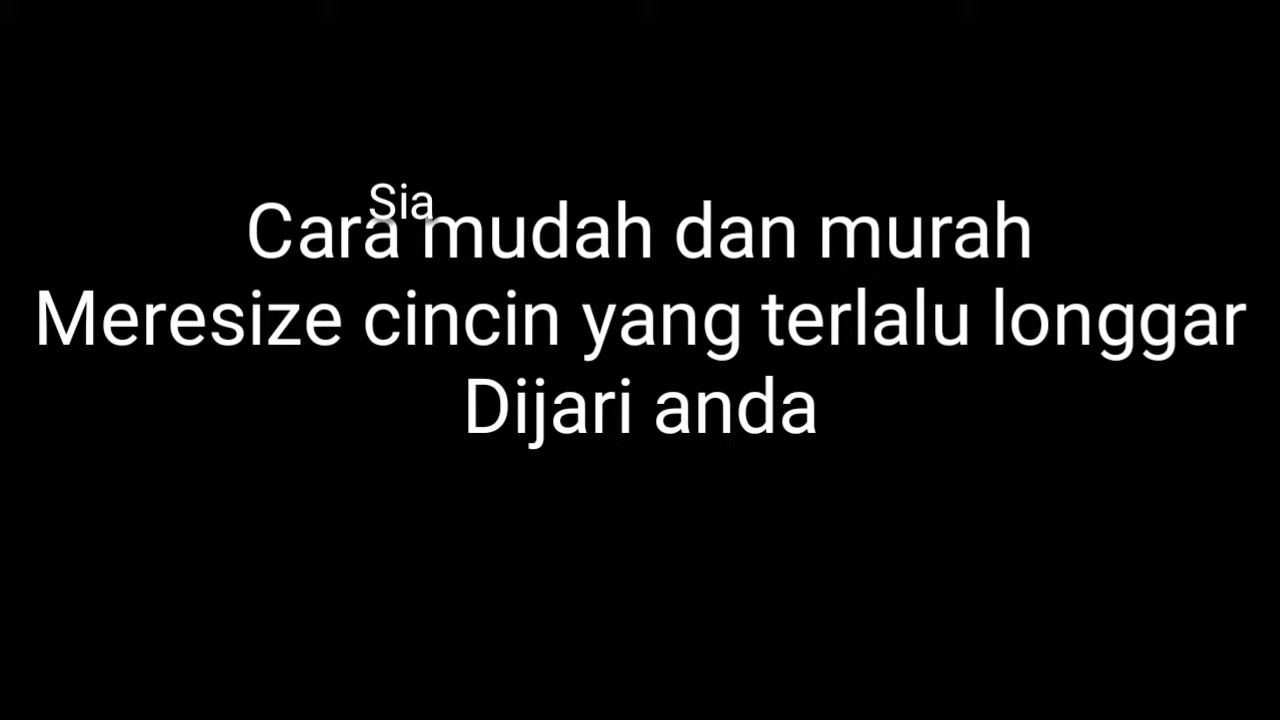 Sia
Cara mudah dan murah
Meresize cincin yang terlalu longgar
Dijari anda